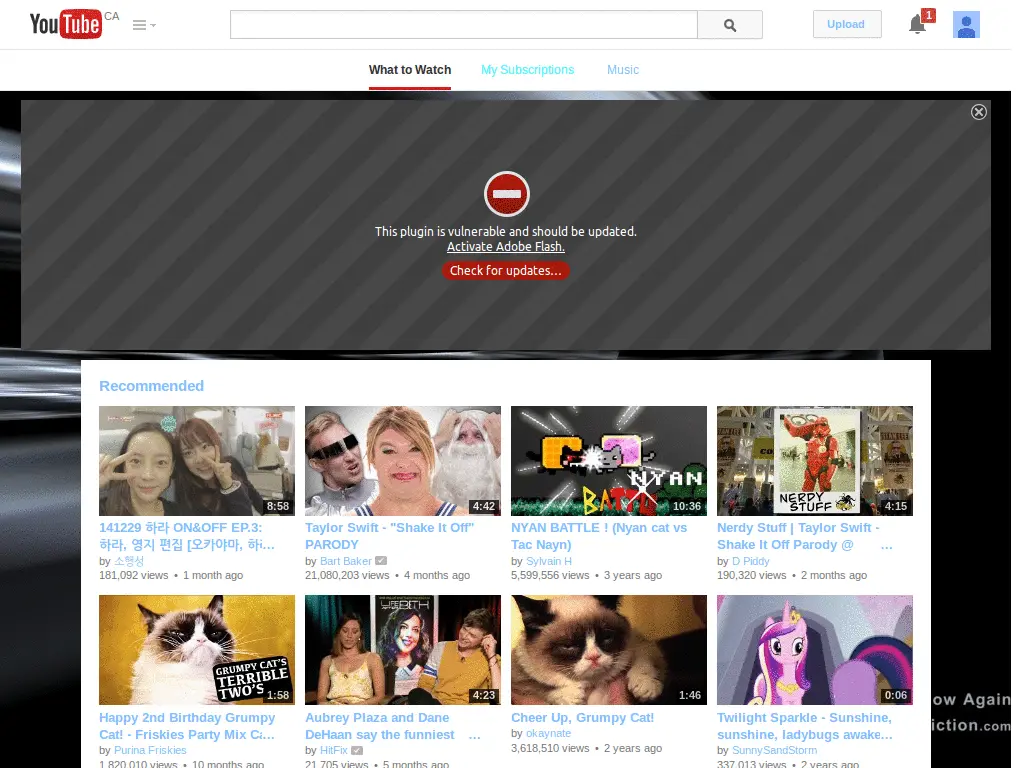 YouTube CA
Upload
1
What to Watch My Subscriptions Music
This plugin is vulnerable and should be updated.
Activate Adobe Flash.
Check for updates...
Recommended
8:58
4:42
NYAN
BATTLE
10:36
NERDY
STUFF
4:15
141229 하라 ON&OFF EP.3:
하라, 영지 편집 [오카야마, 하...
by 소행성
181,092 views • 1 month ago
Taylor Swift - "Shake It Off"
PARODY
by Bart Baker
21,080,203 views • 4 months ago
NYAN BATTLE ! (Nyan cat vs
Tac Nayn)
by Sylvain H
5,599,556 views • 3 years ago
Nerdy Stuff | Taylor Swift -
Shake It Off Parody @ ...
by D Piddy
190,320 views • 2 months ago
GRUMPY CAT'S
TERRIBLE
TWO'S
1:58
4:23
1:46
0:06
Happy 2nd Birthday Grumpy
Cat! - Friskies Party Mix C...
by Purina Friskies
1,820,010 views • 10 months ago
Aubrey Plaza and Dane
DeHaan say the funniest ...
by HitFix
21,705 views • 5 months ago
Cheer Up, Grumpy Cat!
by okaynate
3,618,510 views • 2 years ago
Twilight Sparkle - Sunshine,
sunshine, ladybugs awake...
by SunnySandStorm
337,013 views • 2 years ago
ow Again
iction.com